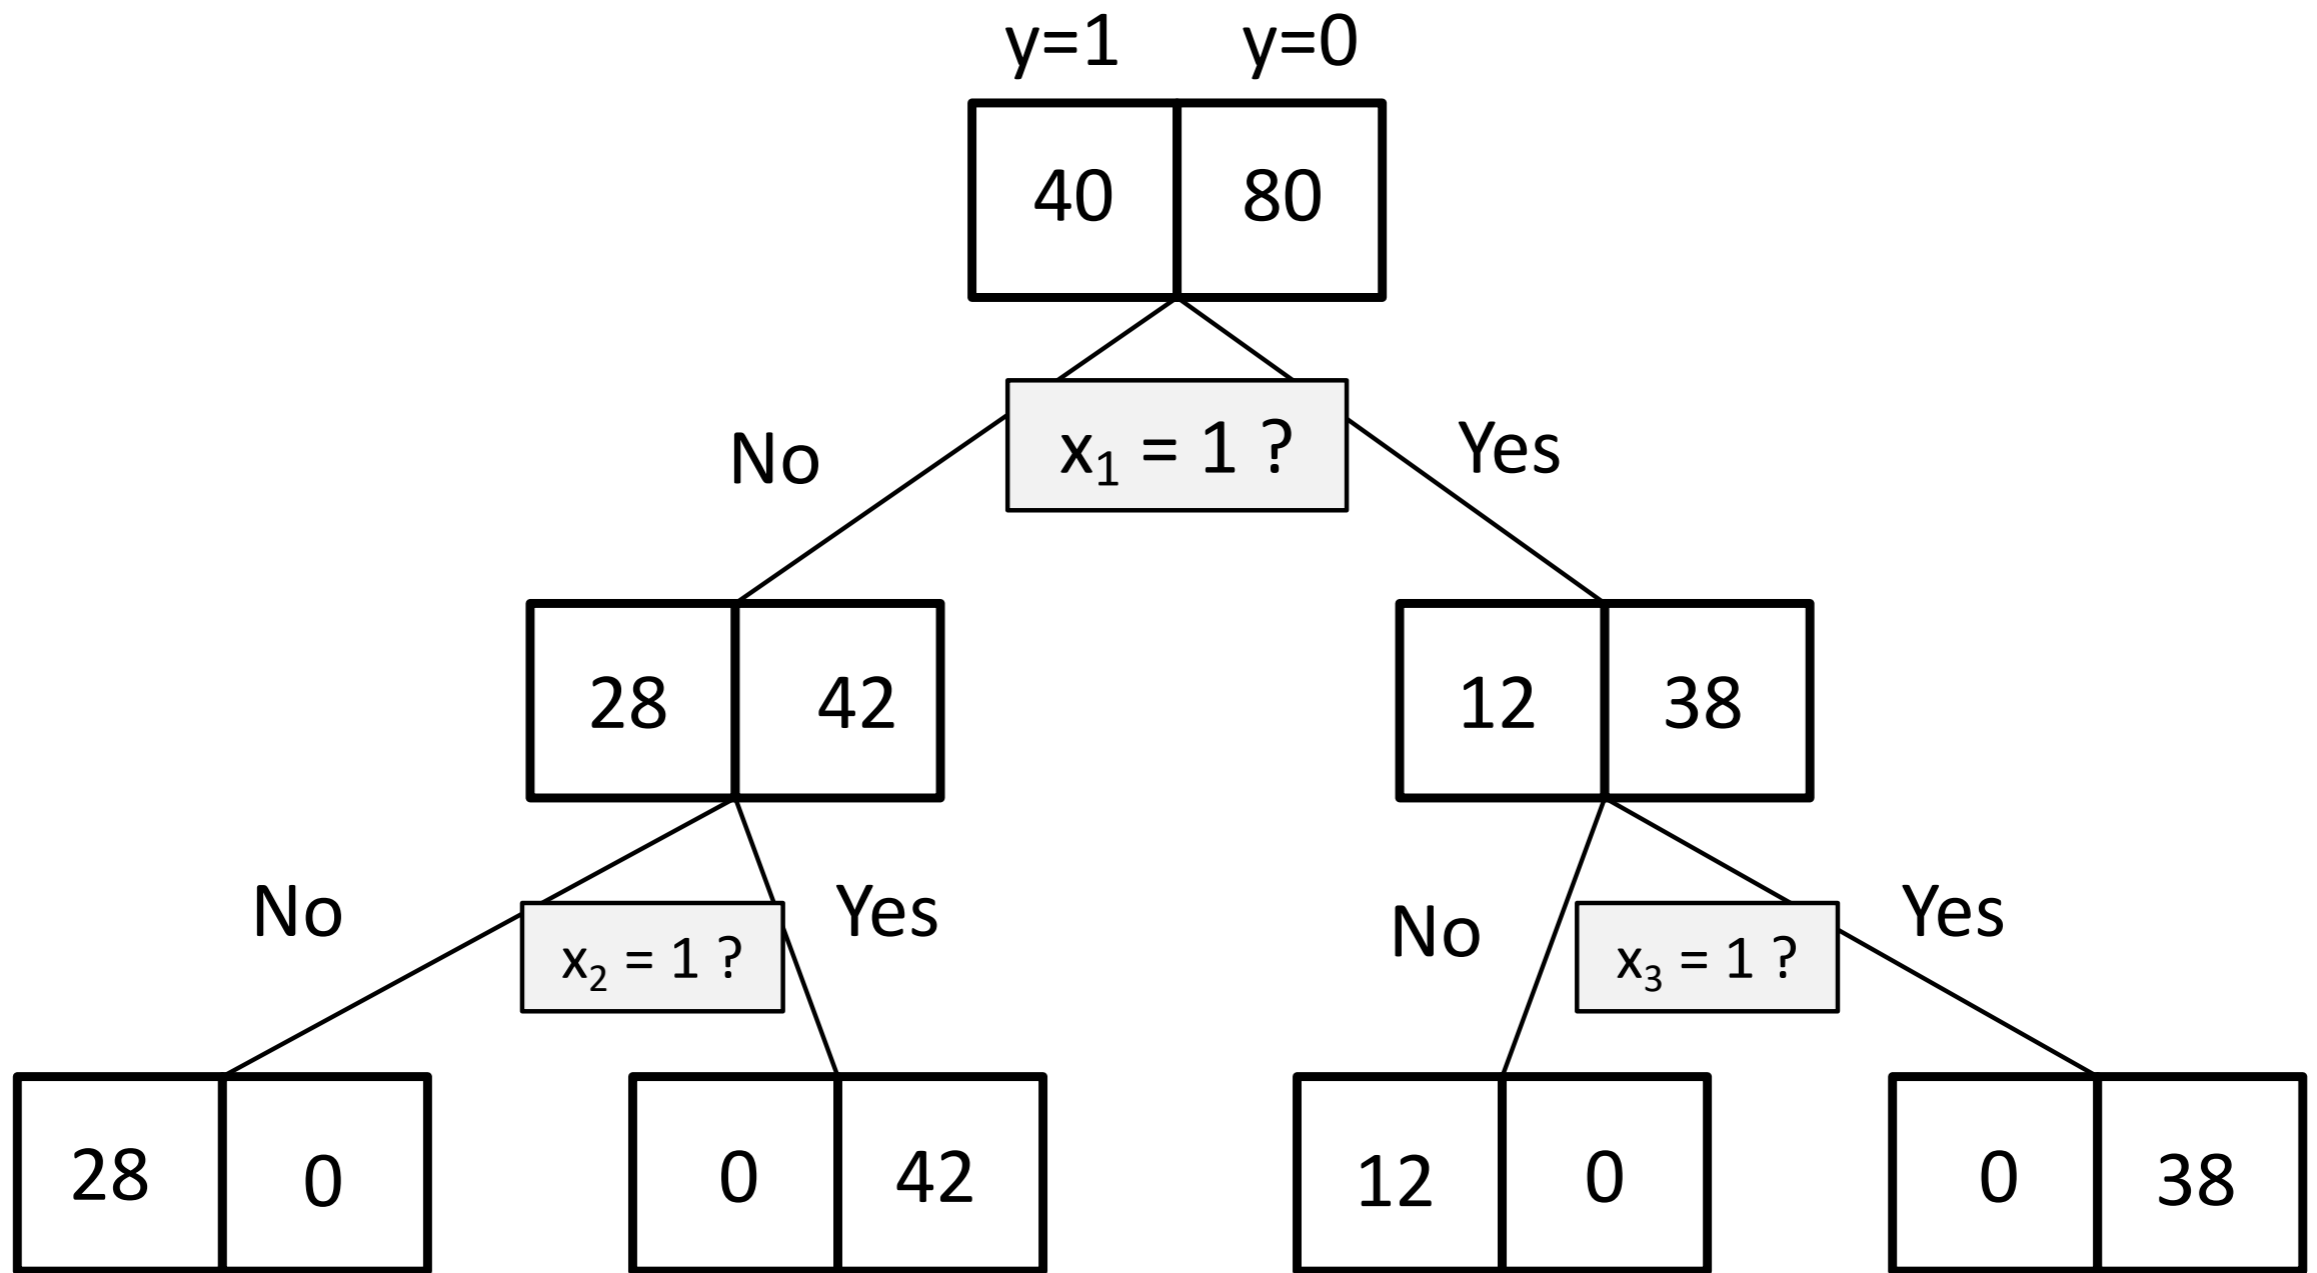 y=1 y=0
40 80
No x₁ = 1 ? Yes
28 42 12 38
No x₂ = 1 ? Yes No x₃ = 1 ? Yes
28 0 0 42 12 0 0 38